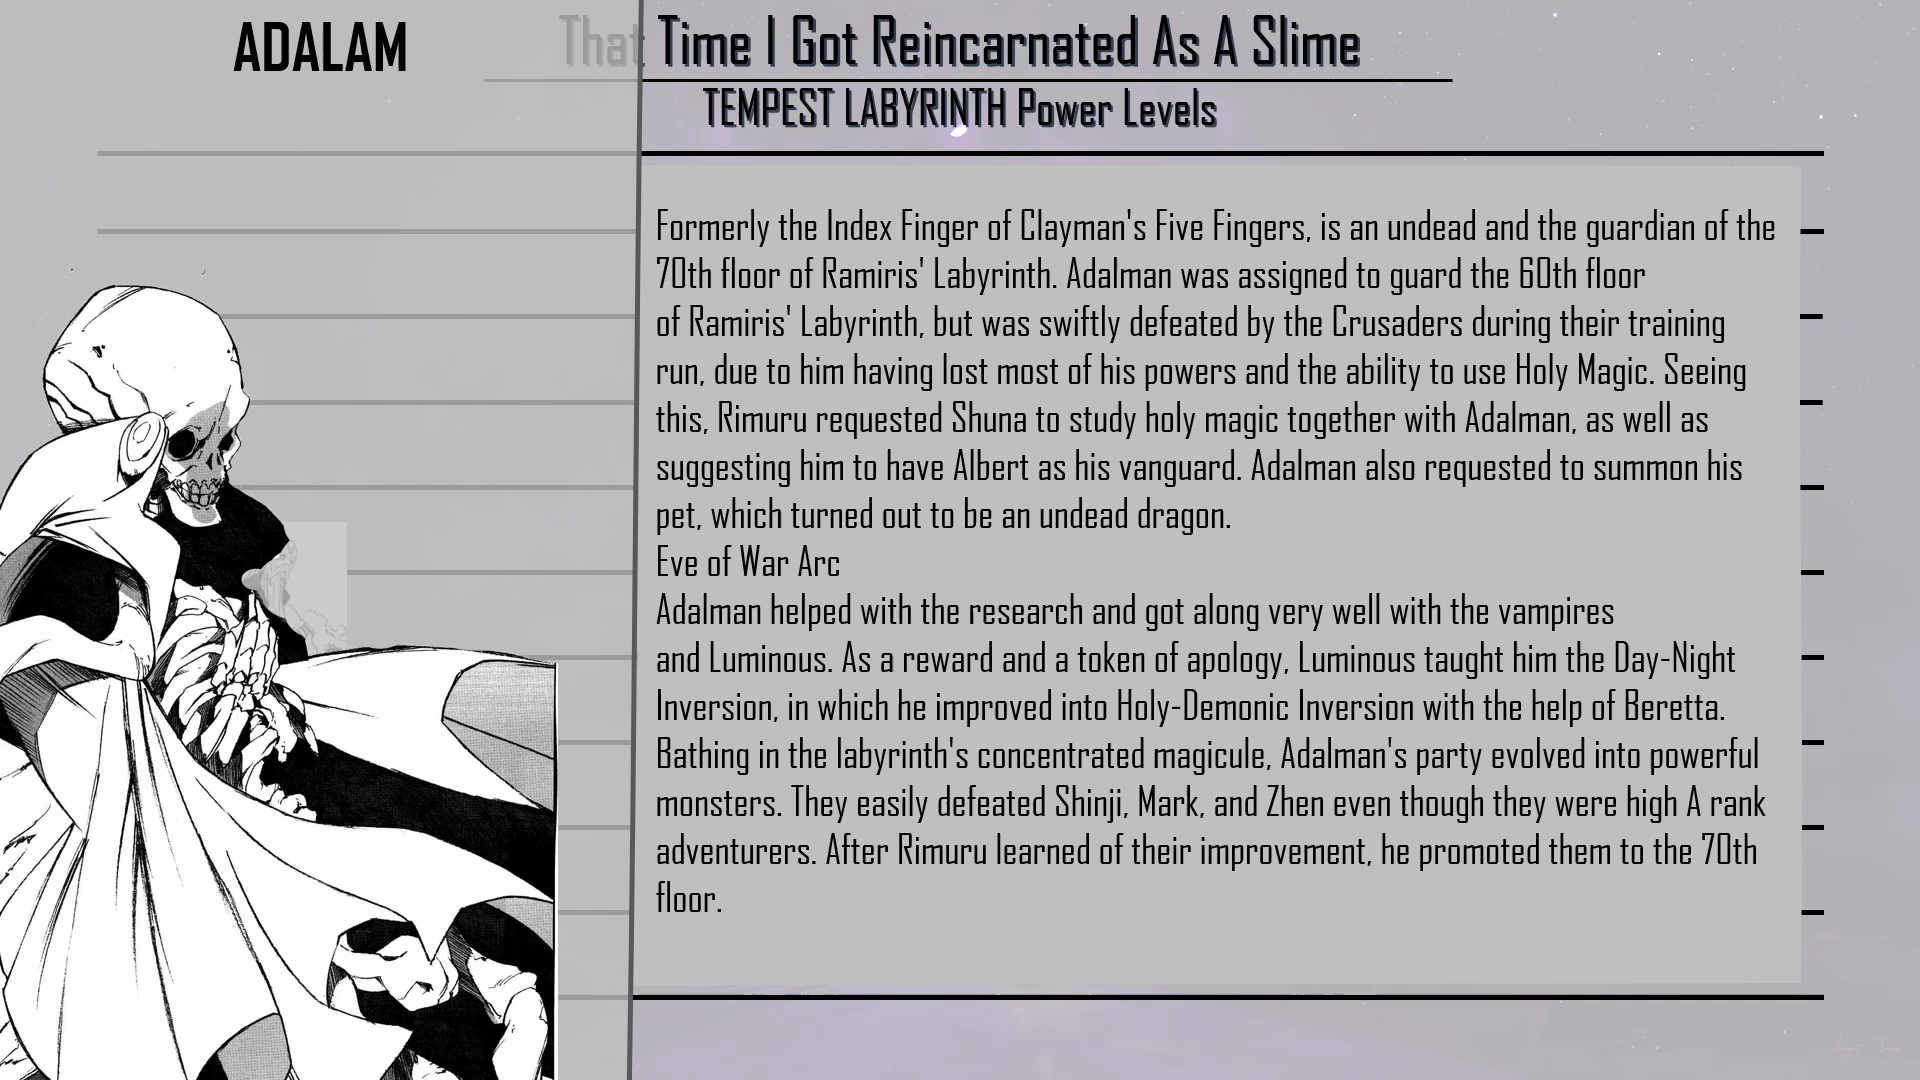 ADALAM
That Time I Got Reincarnated As A Slime
TEMPEST LABYRINTH Power Levels
Formerly the Index Finger of Clayman's Five Fingers, is an undead and the guardian of the
70th floor of Ramiris' Labyrinth. Adalman was assigned to guard the 60th floor
of Ramiris' Labyrinth, but was swiftly defeated by the Crusaders during their training
run, due to him having lost most of his powers and the ability to use Holy Magic. Seeing
this, Rimuru requested Shuna to study holy magic together with Adalman, as well as
suggesting him to have Albert as his vanguard. Adalman also requested to summon his
pet, which turned out to be an undead dragon.
Eve of War Arc
Adalman helped with the research and got along very well with the vampires
and Luminous. As a reward and a token of apology, Luminous taught him the Day-Night
Inversion, in which he improved into Holy-Demonic Inversion with the help of Beretta.
Bathing in the labyrinth's concentrated magicule, Adalman's party evolved into powerful
monsters. They easily defeated Shinji, Mark, and Zhen even though they were high A rank
adventurers. After Rimuru learned of their improvement, he promoted them to the 70th
floor.